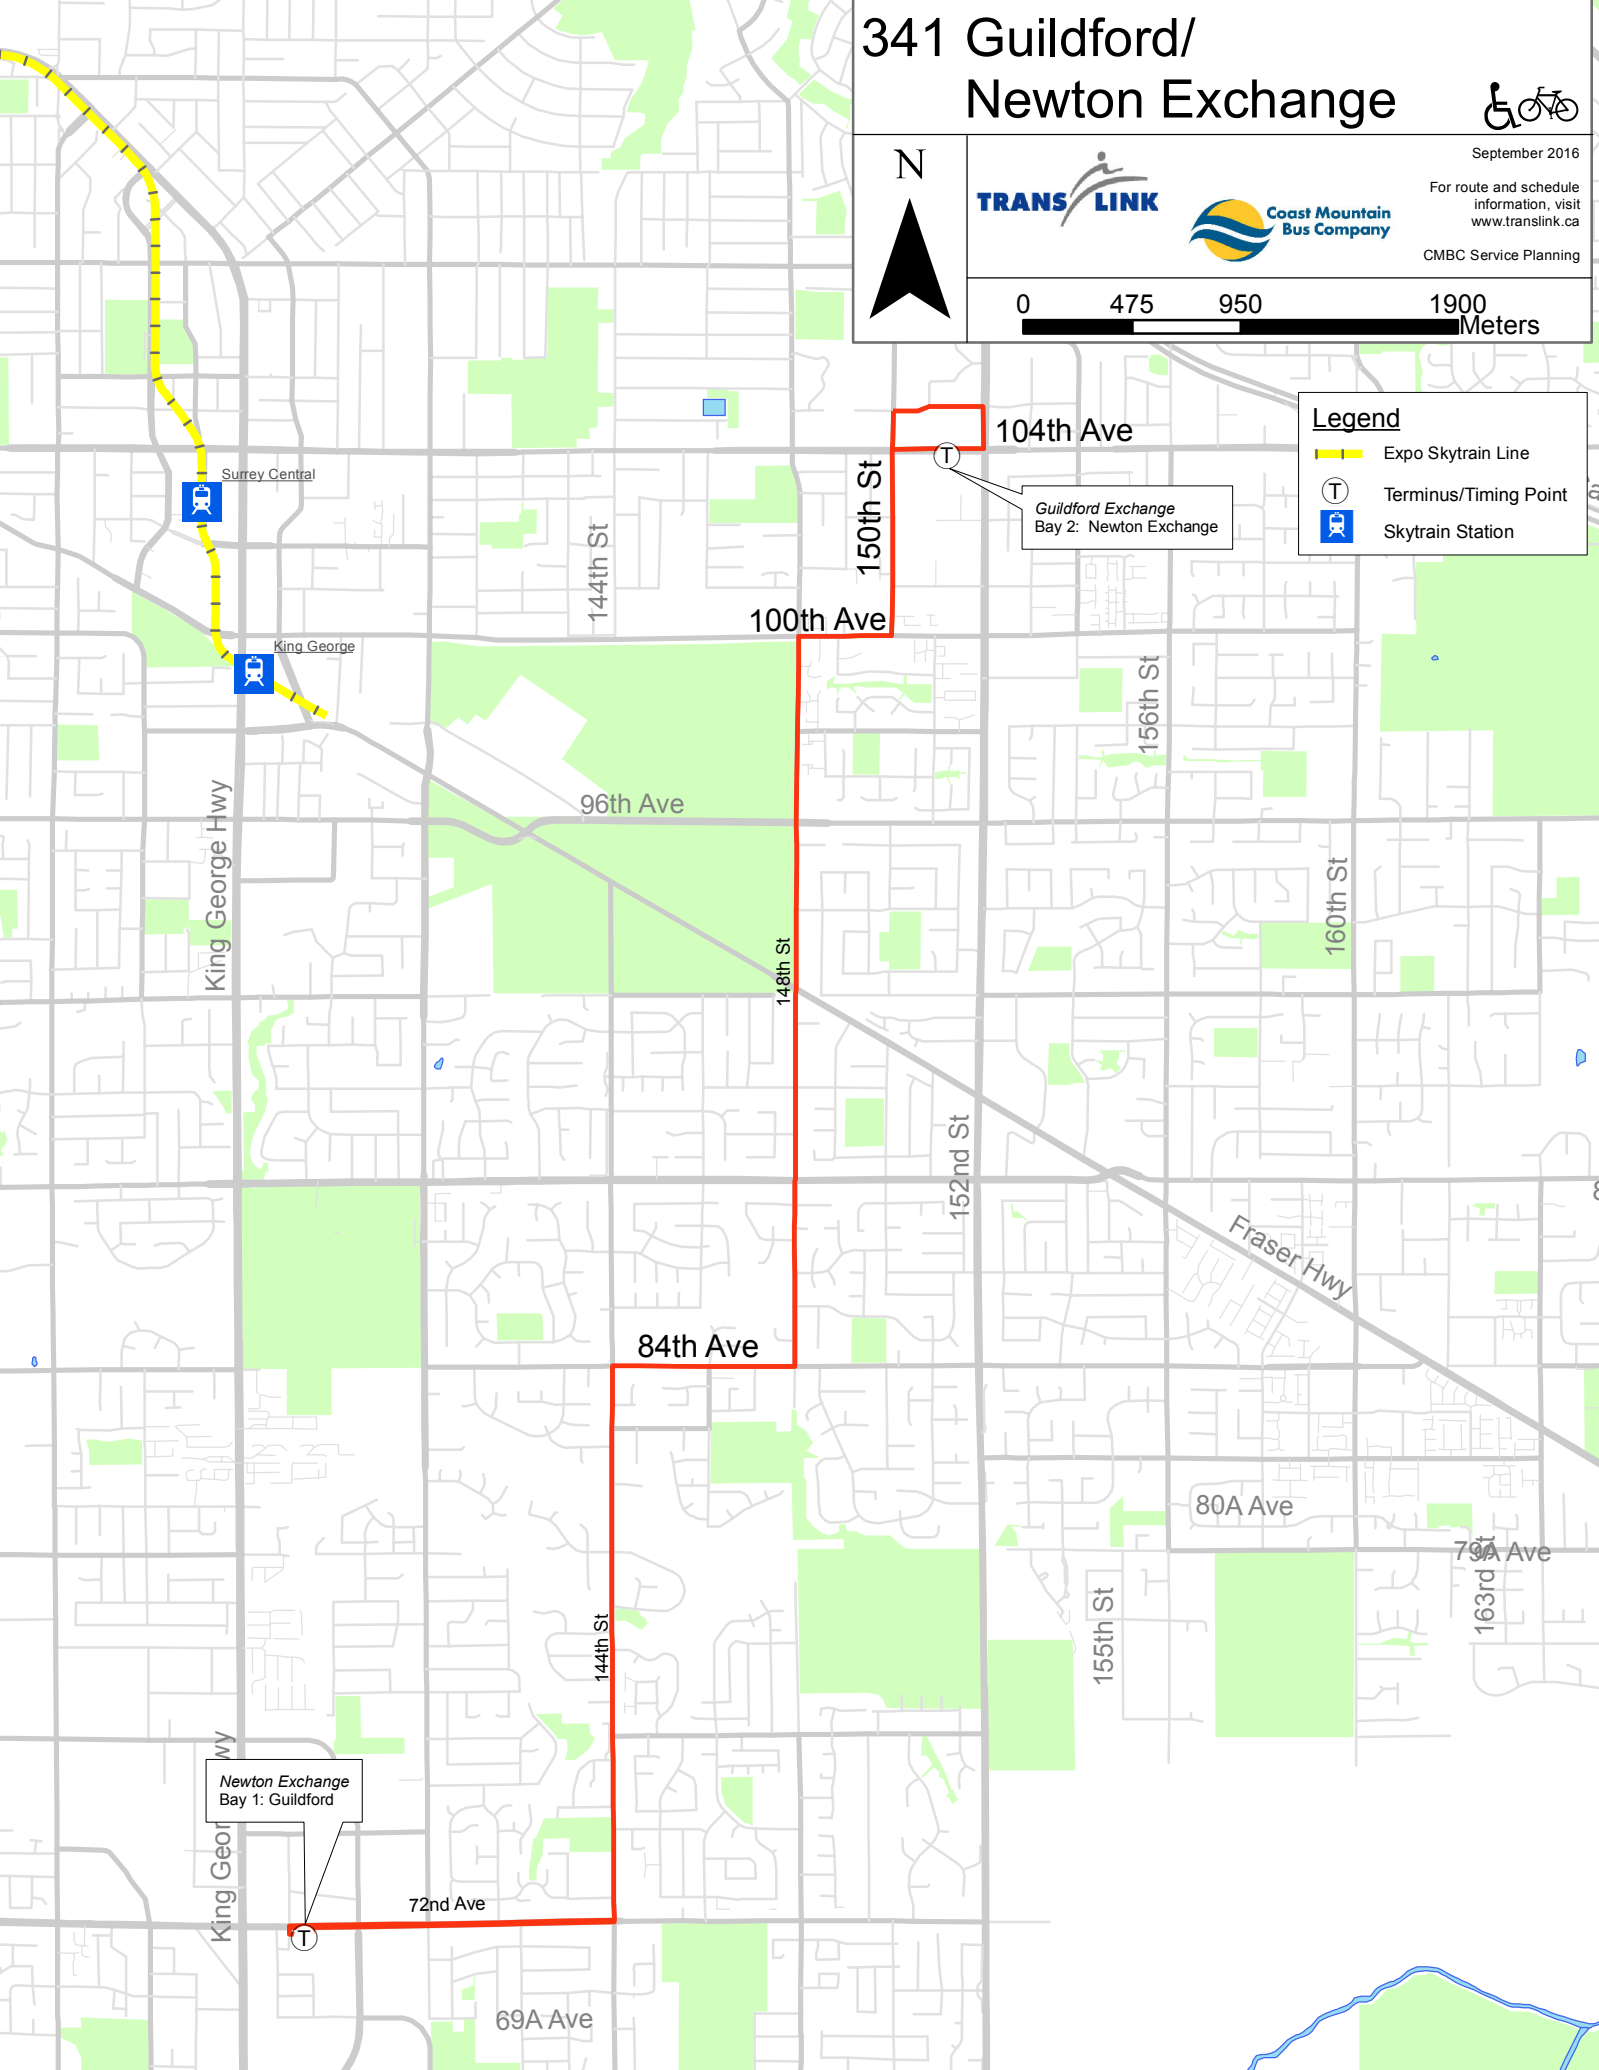 341 Guildford/
Newton Exchange
N
TRANS LINK
Coast Mountain
Bus Company
September 2016
For route and schedule
information, visit
www.translink.ca
CMBC Service Planning
0 475 950 1900
Meters
Legend
Expo Skytrain Line
T Terminus/Timing Point
Skytrain Station
104th Ave
T
Surrey Central
150th St
Guildford Exchange
Bay 2: Newton Exchange
144th St
100th Ave
King George
156th St
96th Ave
King George Hwy
160th St
148th St
152nd St
Fraser Hwy
84th Ave
80A Ave
79A Ave
163rd St
155th St
144th St
King George Hwy
Newton Exchange
Bay 1: Guildford
72nd Ave
T
69A Ave